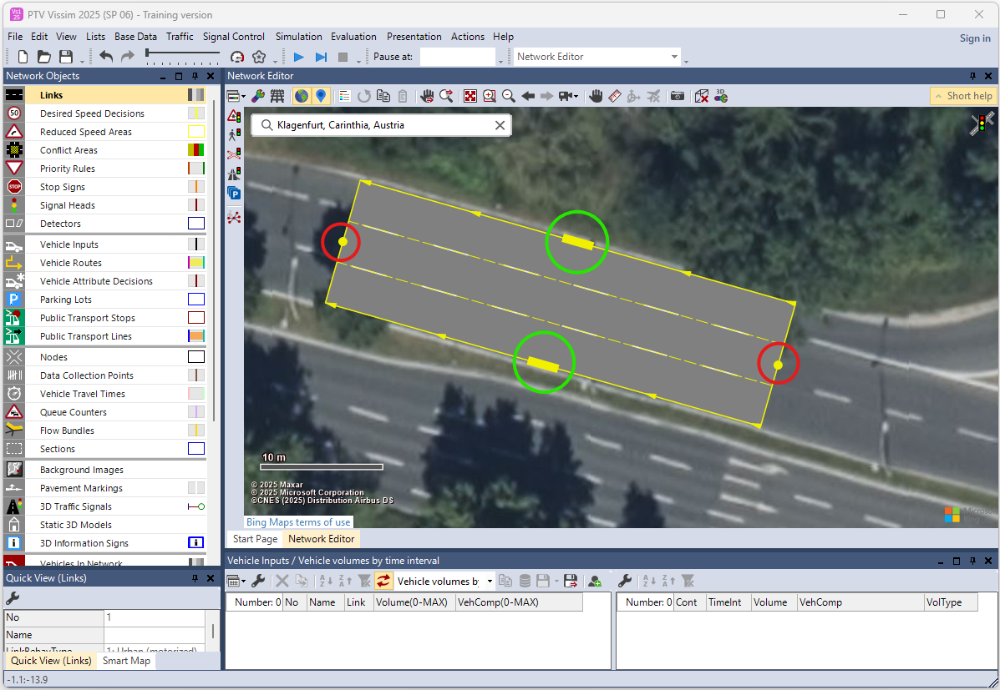 PTV Vissim 2025 (SP 06) - Training version
File Edit View Lists Base Data Traffic Signal Control Simulation Evaluation Presentation Actions Help
Sign in
Pause at:
Network Editor
Network Objects
Links
50 Desired Speed Decisions
Reduced Speed Areas
Conflict Areas
Priority Rules
STOP Stop Signs
Signal Heads
Detectors
Vehicle Inputs
Vehicle Routes
Vehicle Attribute Decisions
P Parking Lots
Public Transport Stops
Public Transport Lines
Nodes
Data Collection Points
Vehicle Travel Times
Queue Counters
Flow Bundles
Sections
Background Images
Pavement Markings
3D Traffic Signals
Static 3D Models
3D Information Signs
Vehicles In Network
Quick View (Links)
No 1
Name
LinkBehavType 1: Urban (motorized)
Quick View (Links) Smart Map
-1.1:-13.9
Network Editor
3D
Short help
Klagenfurt, Carinthia, Austria
P
10 m
© 2025 Maxar
© 2025 Microsoft Corporation
©CNES (2025) Distribution Airbus DS
Microsoft
Bing
Bing Maps terms of use
Start Page Network Editor
Vehicle Inputs / Vehicle volumes by time interval
Vehicle volumes by
Number: 0 No Name Link Volume(0-MAX) VehComp(0-MAX)
Number: 0 Cont TimeInt Volume VehComp VolType